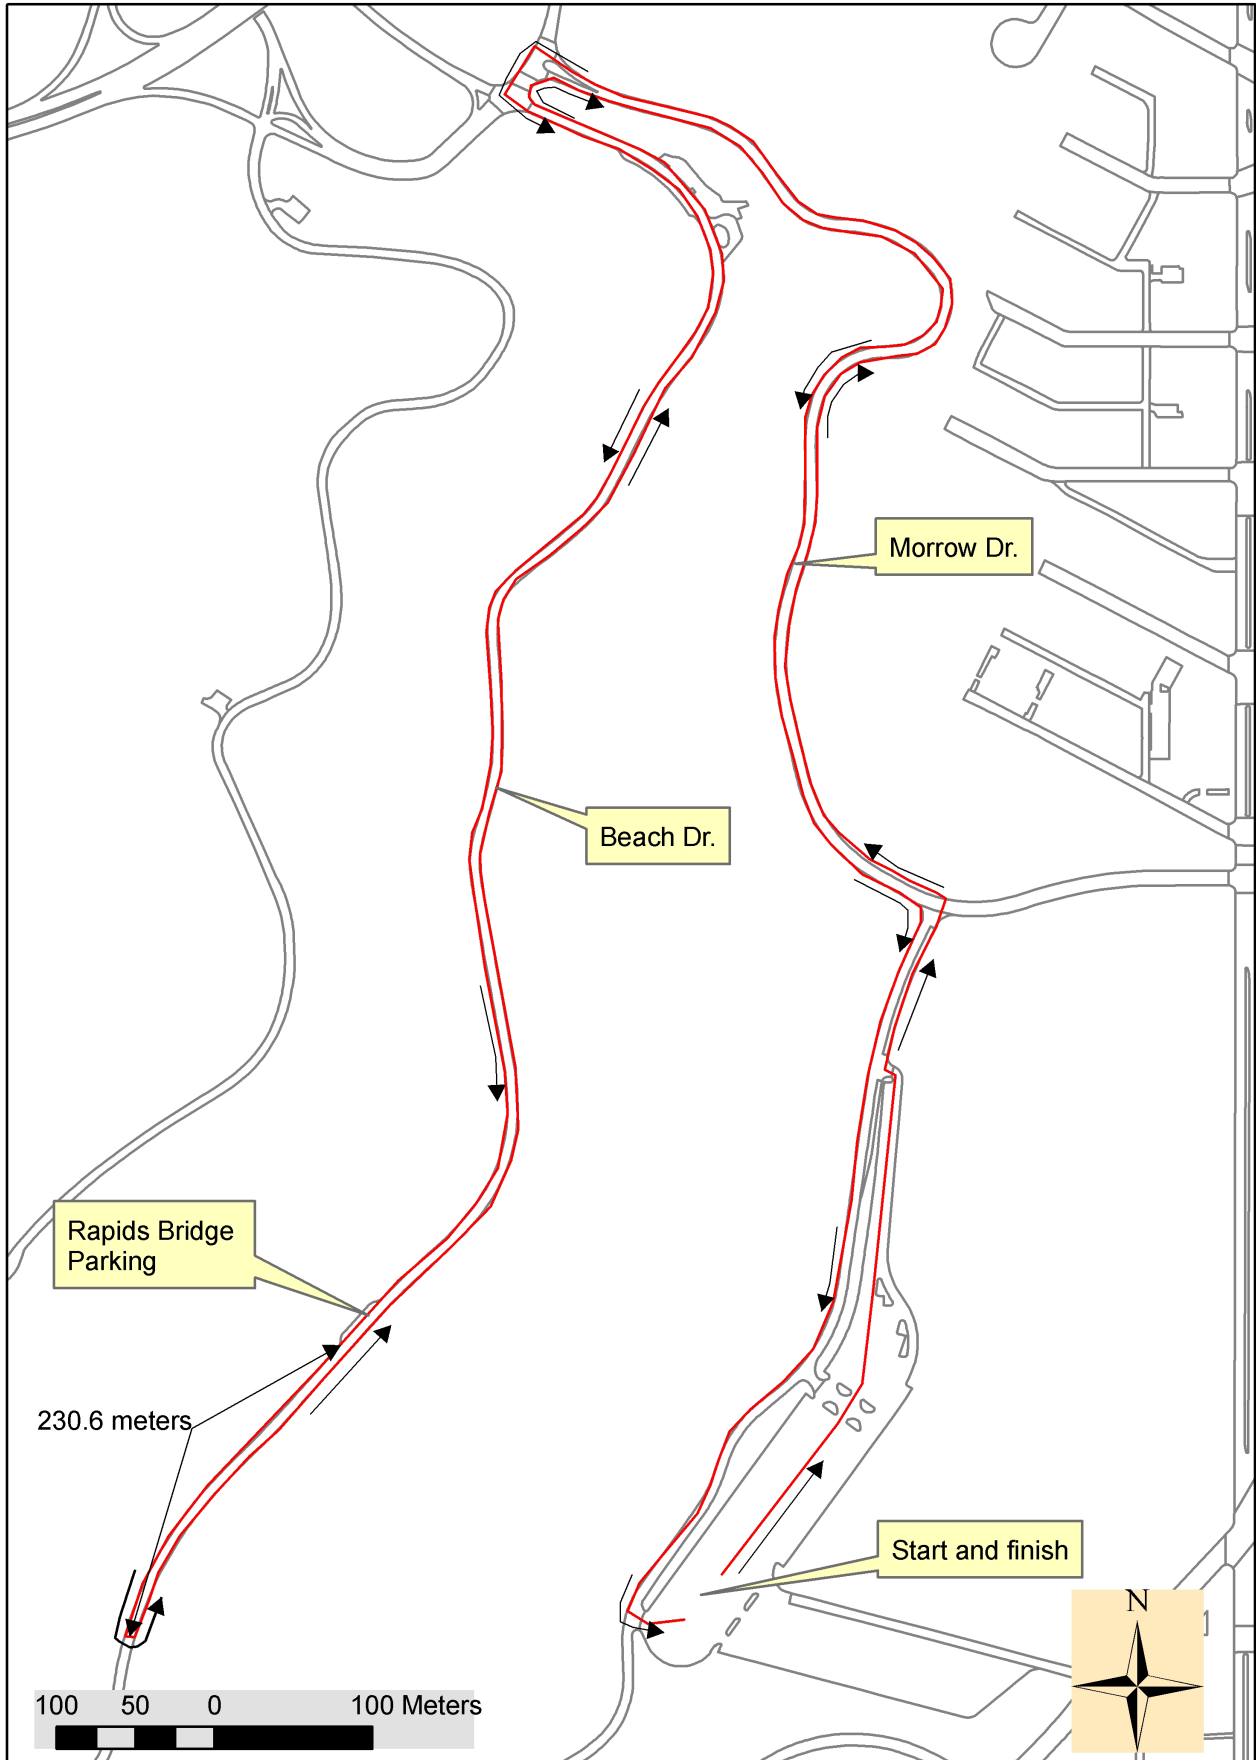 Morrow Dr.
Beach Dr.
Rapids Bridge
Parking
230.6 meters
Start and finish
N
100 50 0 100 Meters